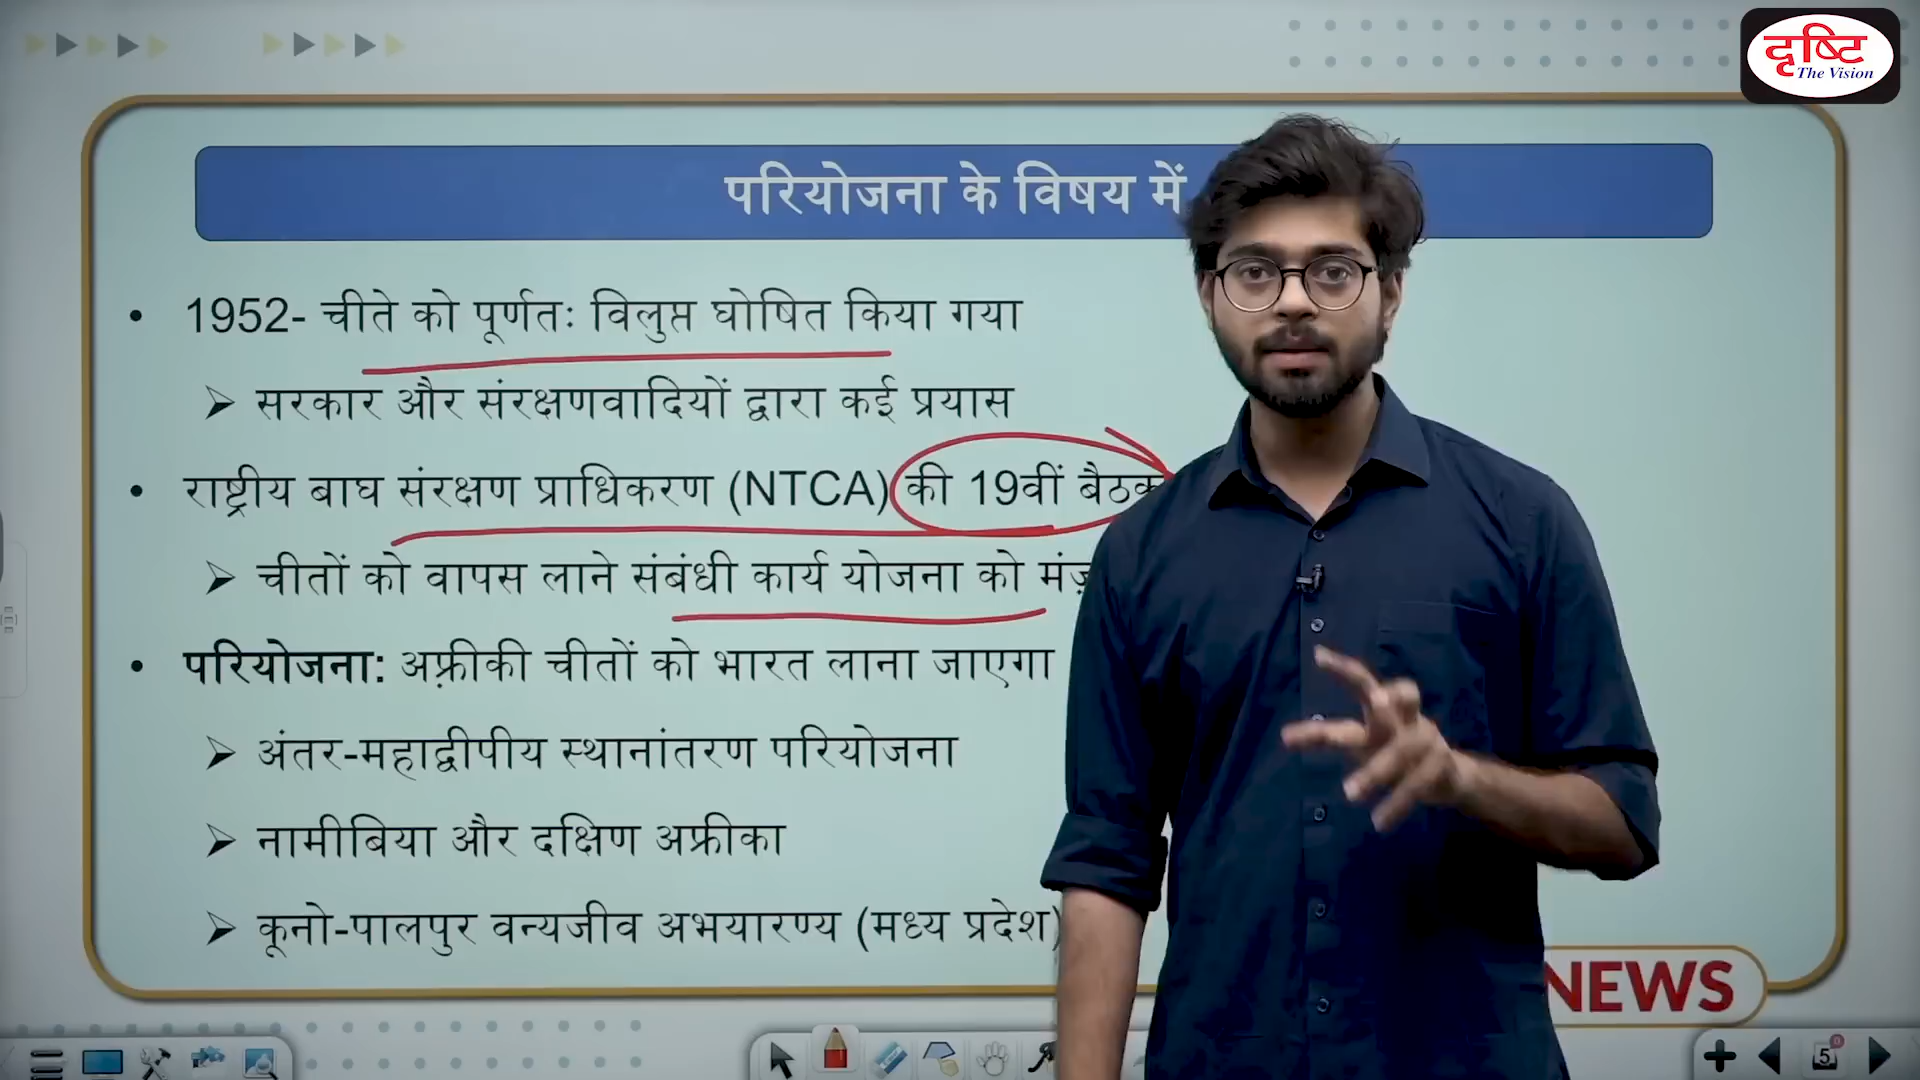 दृष्टि
The Vision
परियोजना के विषय में
• 1952- चीते को पूर्णतः विलुप्त घोषित किया गया
➢ सरकार और संरक्षणवादियों द्वारा कई प्रयास
• राष्ट्रीय बाघ संरक्षण प्राधिकरण (NTCA) की 19वीं बैठक
➢ चीतों को वापस लाने संबंधी कार्य योजना को
• परियोजना: अफ़्रीकी चीतों को भारत लाना जाएगा
➢ अंतर-महाद्वीपीय स्थानांतरण परियोजना
➢ नामीबिया और दक्षिण अफ्रीका
➢ कूनो-पालपुर वन्यजीव अभयारण्य (मध्य प्रदेश)
NEWS
5